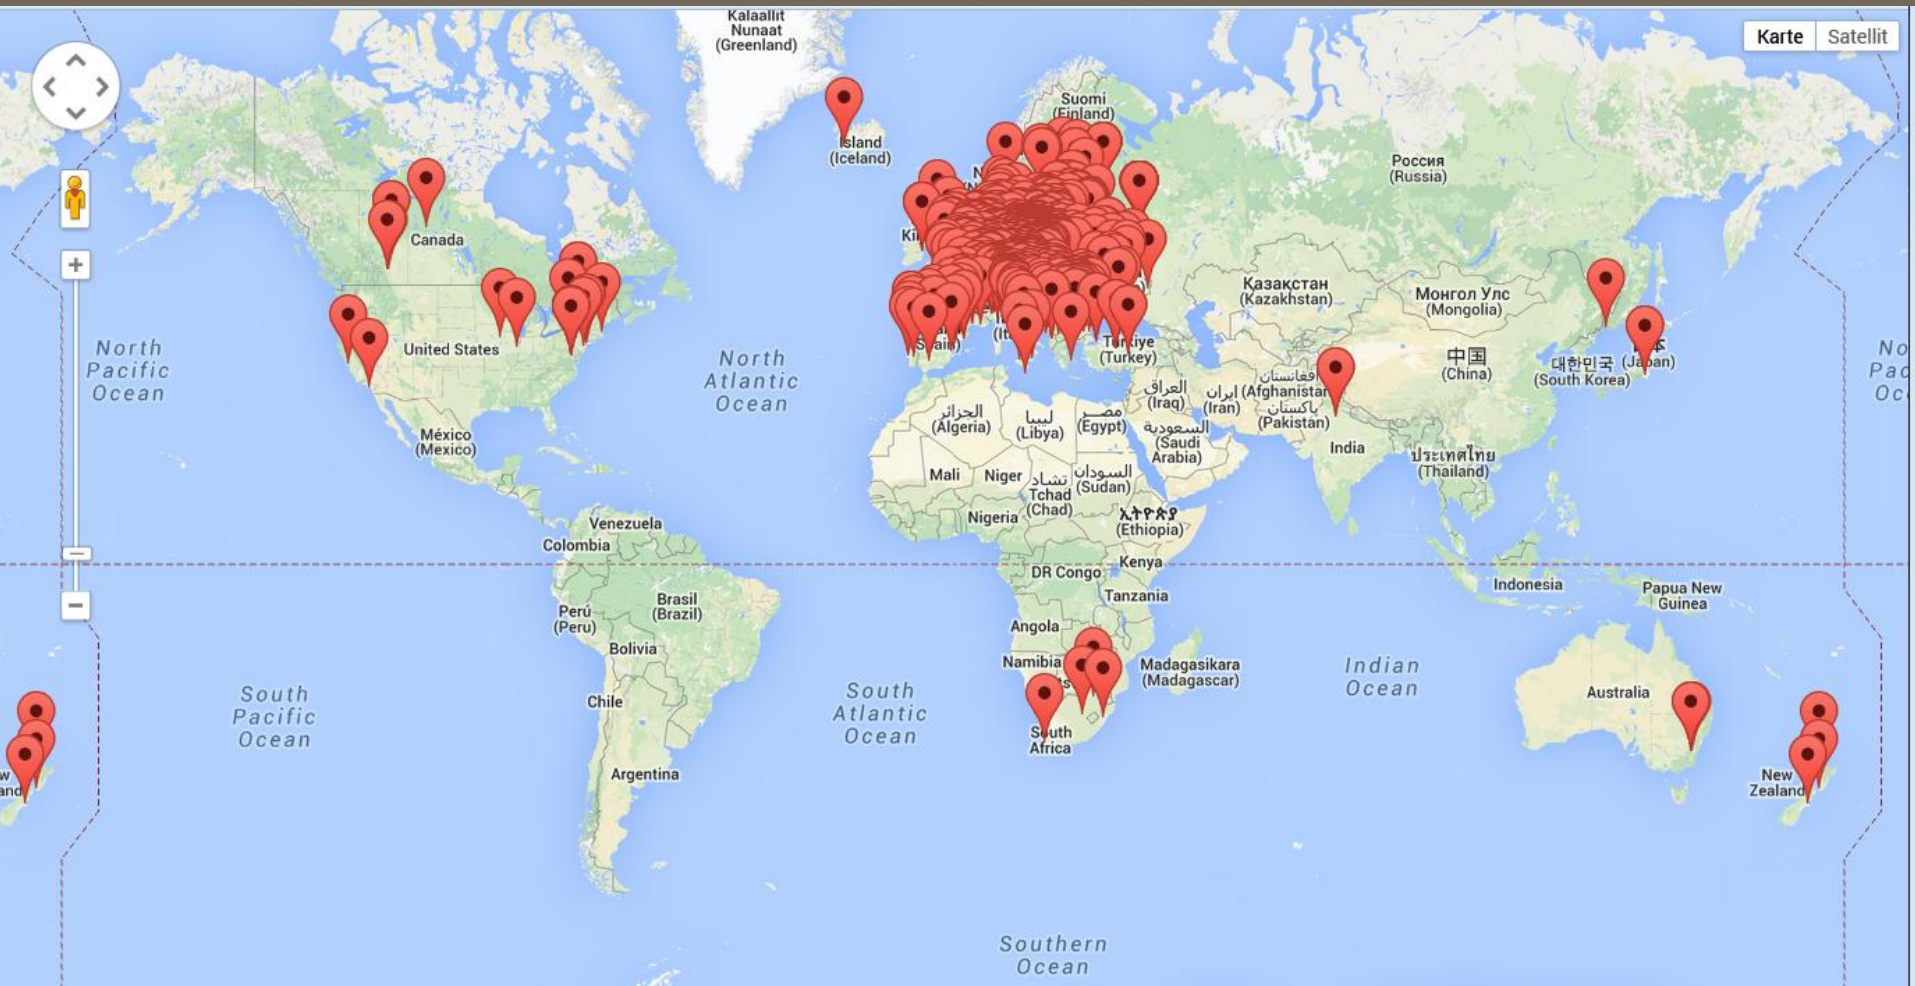 Kalaallit
Nunaat
(Greenland)
Karte
Satellit
Suomi
(Finland)
Island
(Iceland)
Россия
(Russia)
Canada
Қазақстан
(Kazakhstan)
Монгол Улс
(Mongolia)
United States
North
Pacific
Ocean
North
Atlantic
Ocean
Türkiye
(Turkey)
中国
(China)
대한민국
(South Korea)
(Japan)
العراق
(Iraq)
ایران
(Iran)
افغانستان
(Afghanistan
پاکستان
(Pakistan)
الجزائر
(Algeria)
ليبيا
(Libya)
مصر
(Egypt)
السعودية
(Saudi
Arabia)
México
(Mexico)
India
ประเทศไทย
(Thailand)
Mali
Niger
تشاد
Tchad
(Chad)
السودان
(Sudan)
Nigeria
ኢትዮጵያ
(Ethiopia)
Venezuela
Colombia
DR Congo
Kenya
Tanzania
Indonesia
Papua New
Guinea
Perú
(Peru)
Brasil
(Brazil)
Angola
Bolivia
Namibia
Madagasikara
(Madagascar)
Indian
Ocean
Australia
South
Pacific
Ocean
Chile
South
Atlantic
Ocean
South
Africa
Argentina
New
Zealand
Southern
Ocean